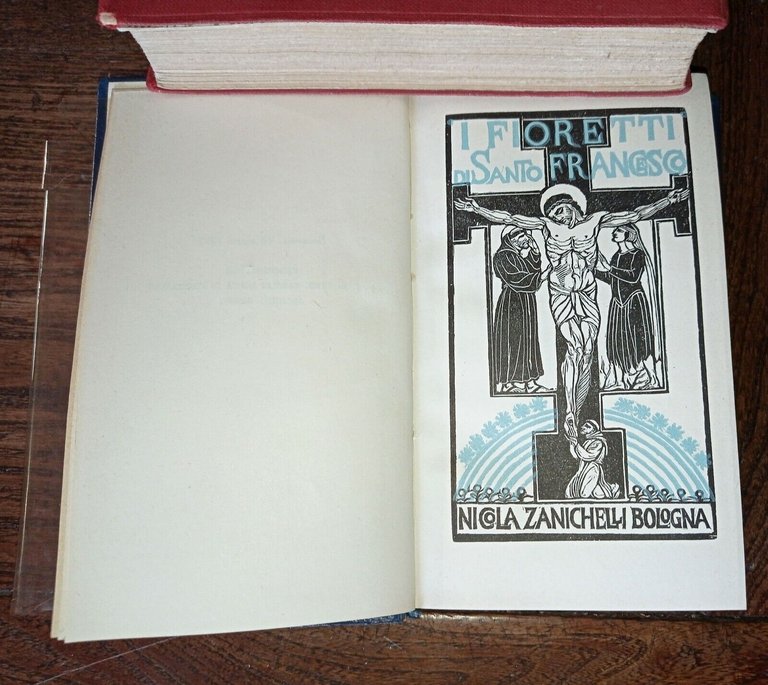 I FIORETTI
DI SANTO FRANCESCO
NICOLA ZANICHELLI BOLOGNA